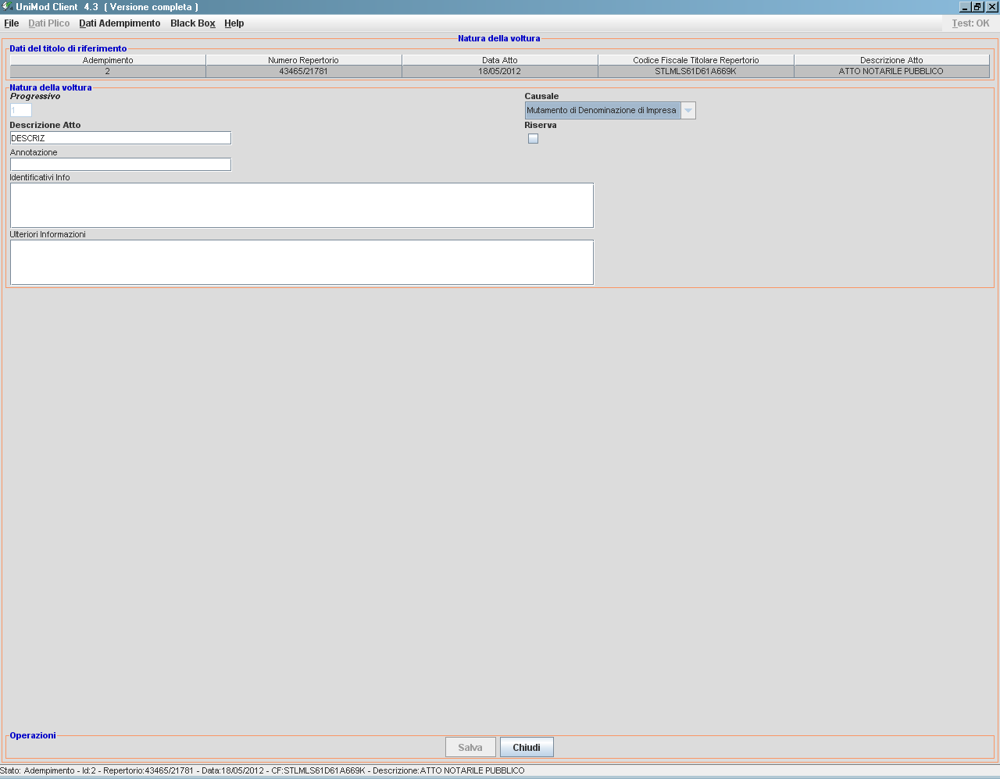 UniMod Client 4.3 ( Versione completa )
File Dati Plico Dati Adempimento Black Box Help Test: OK
Natura della voltura
Dati del titolo di riferimento
Adempimento Numero Repertorio Data Atto Codice Fiscale Titolare Repertorio Descrizione Atto
2 43465/21781 18/05/2012 STLMLS61D61A669K ATTO NOTARILE PUBBLICO
Natura della voltura
Progressivo Causale
1 Mutamento di Denominazione di Impresa
Descrizione Atto Riserva
DESCRIZ
Annotazione
Identificativi Info
Ulteriori Informazioni
Operazioni
Salva Chiudi
Stato: Adempimento - Id:2 - Repertorio:43465/21781 - Data:18/05/2012 - CF:STLMLS61D61A669K - Descrizione:ATTO NOTARILE PUBBLICO